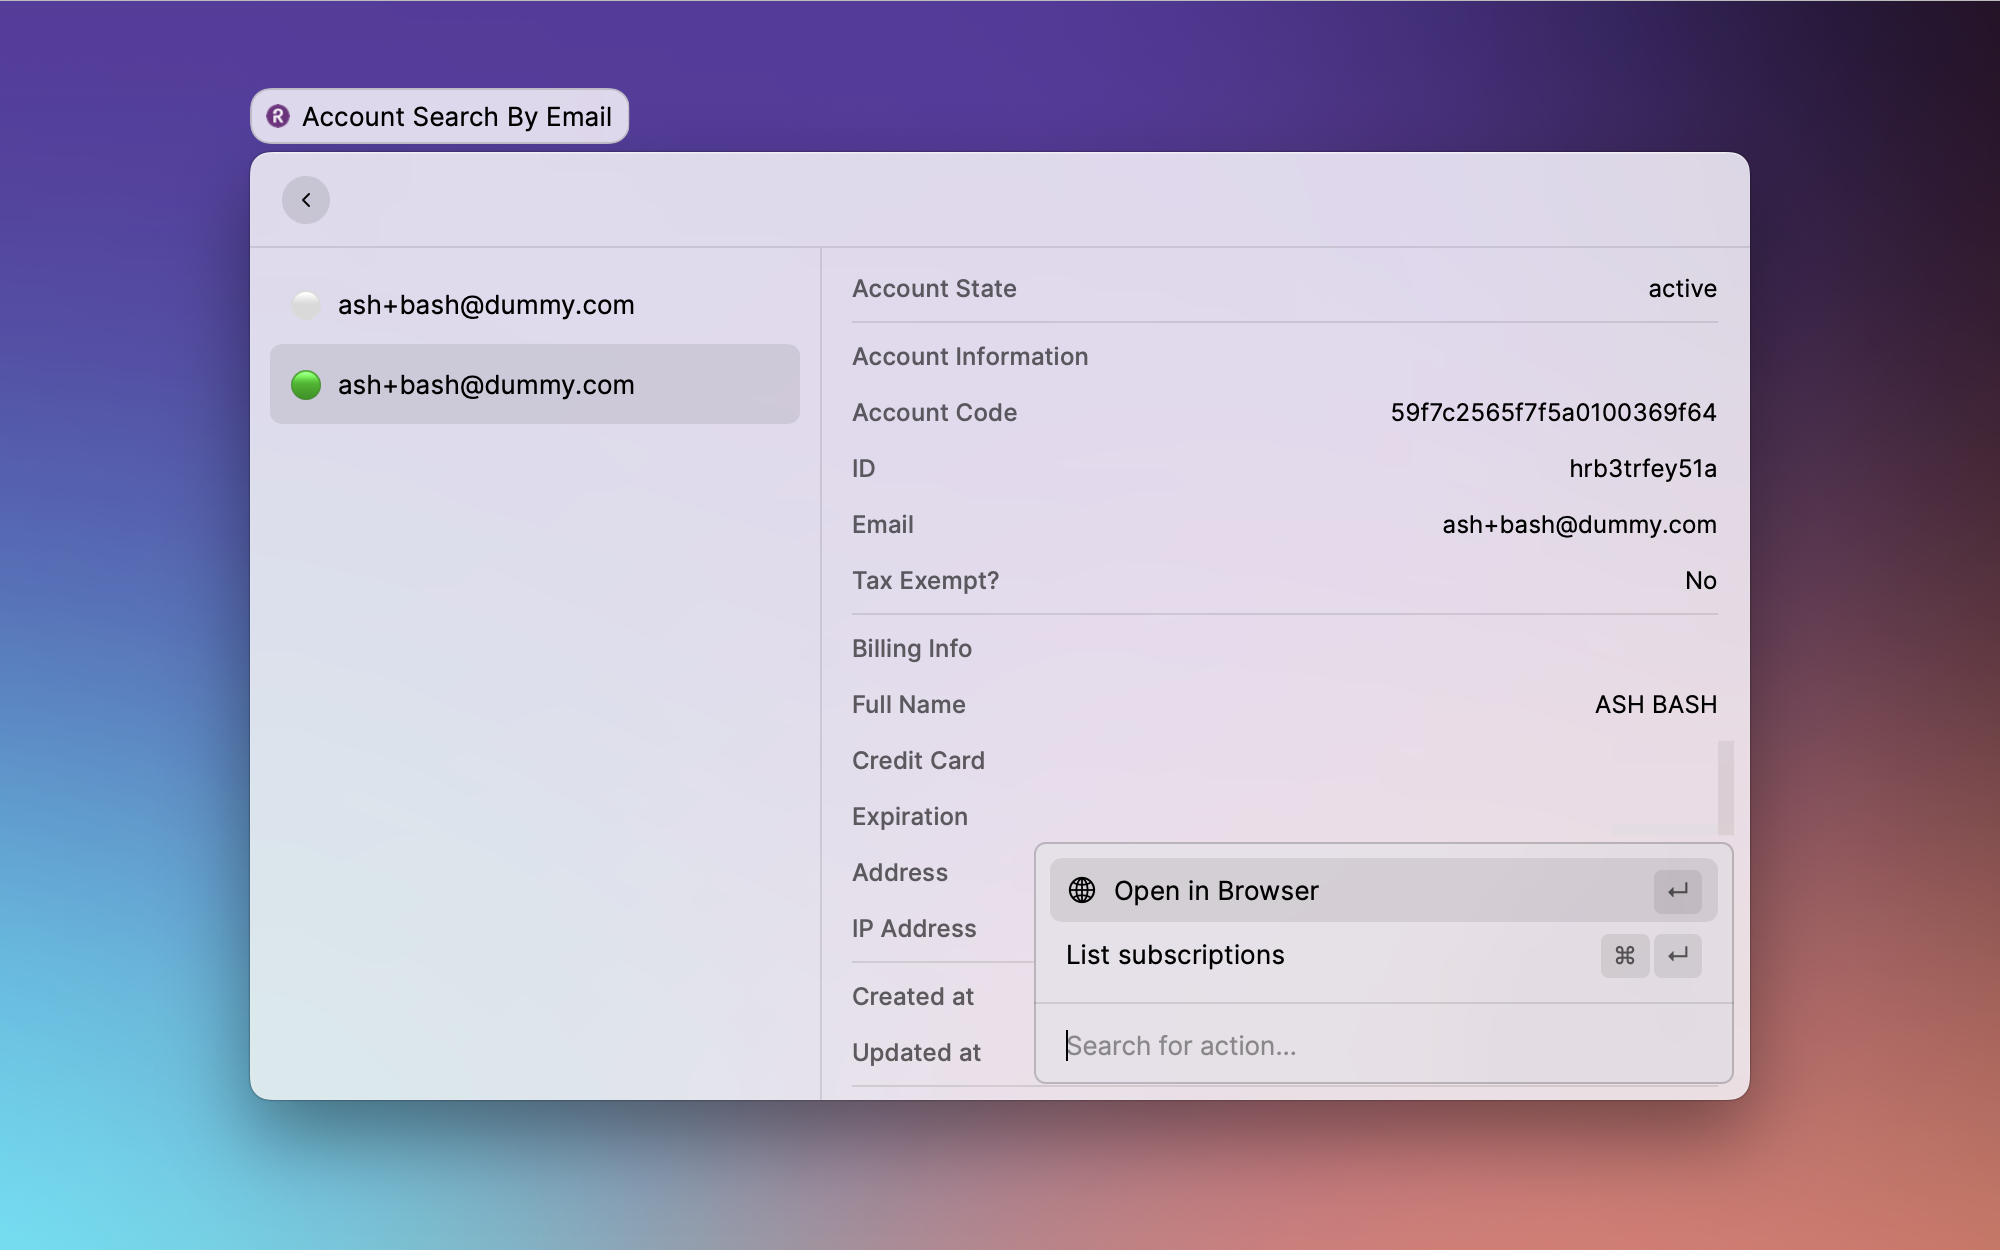 Account Search By Email
ash+bash@dummy.com
ash+bash@dummy.com
Account State active
Account Information
Account Code 59f7c2565f7f5a0100369f64
ID hrb3trfey51a
Email ash+bash@dummy.com
Tax Exempt? No
Billing Info
Full Name ASH BASH
Credit Card
Expiration
Address
IP Address
Created at
Updated at
Open in Browser ↵
List subscriptions ⌘ ↵
Search for action...